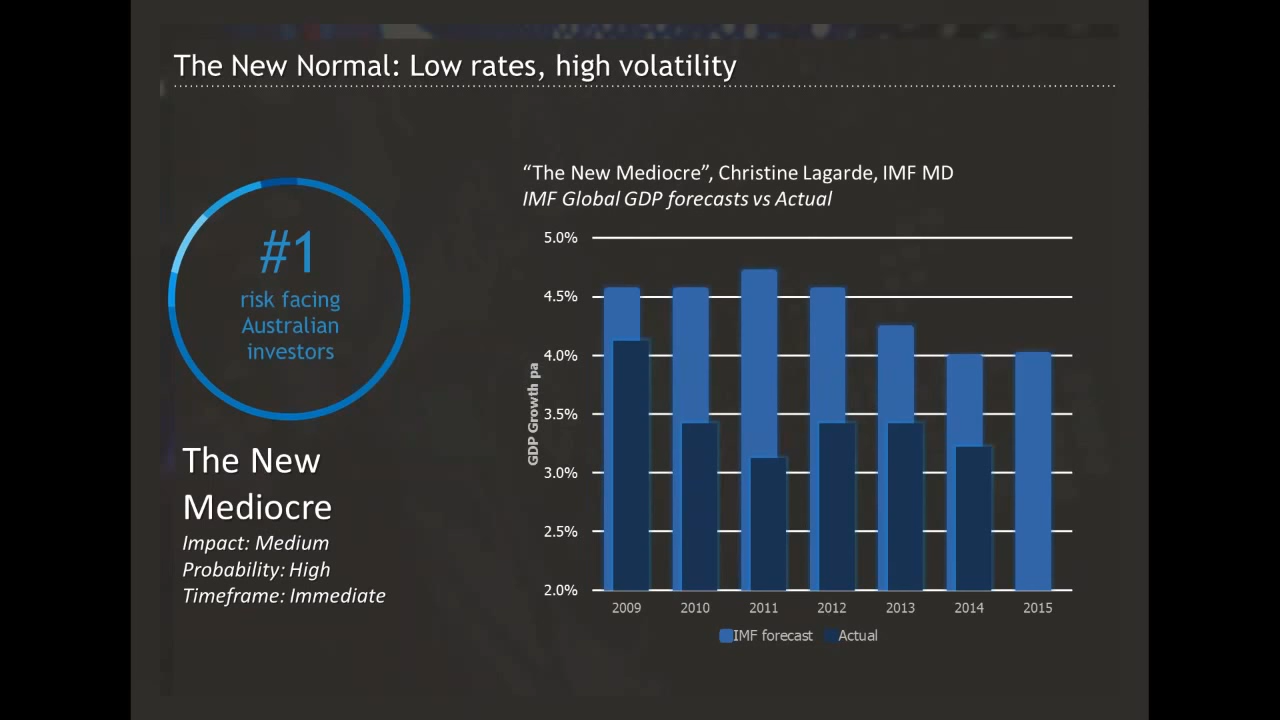 The New Normal: Low rates, high volatility
#1
risk facing
Australian
investors
The New
Mediocre
Impact: Medium
Probability: High
Timeframe: Immediate
“The New Mediocre”, Christine Lagarde, IMF MD
IMF Global GDP forecasts vs Actual
GDP Growth pa
5.0%
4.5%
4.0%
3.5%
3.0%
2.5%
2.0%
2009 2010 2011 2012 2013 2014 2015
IMF forecast Actual